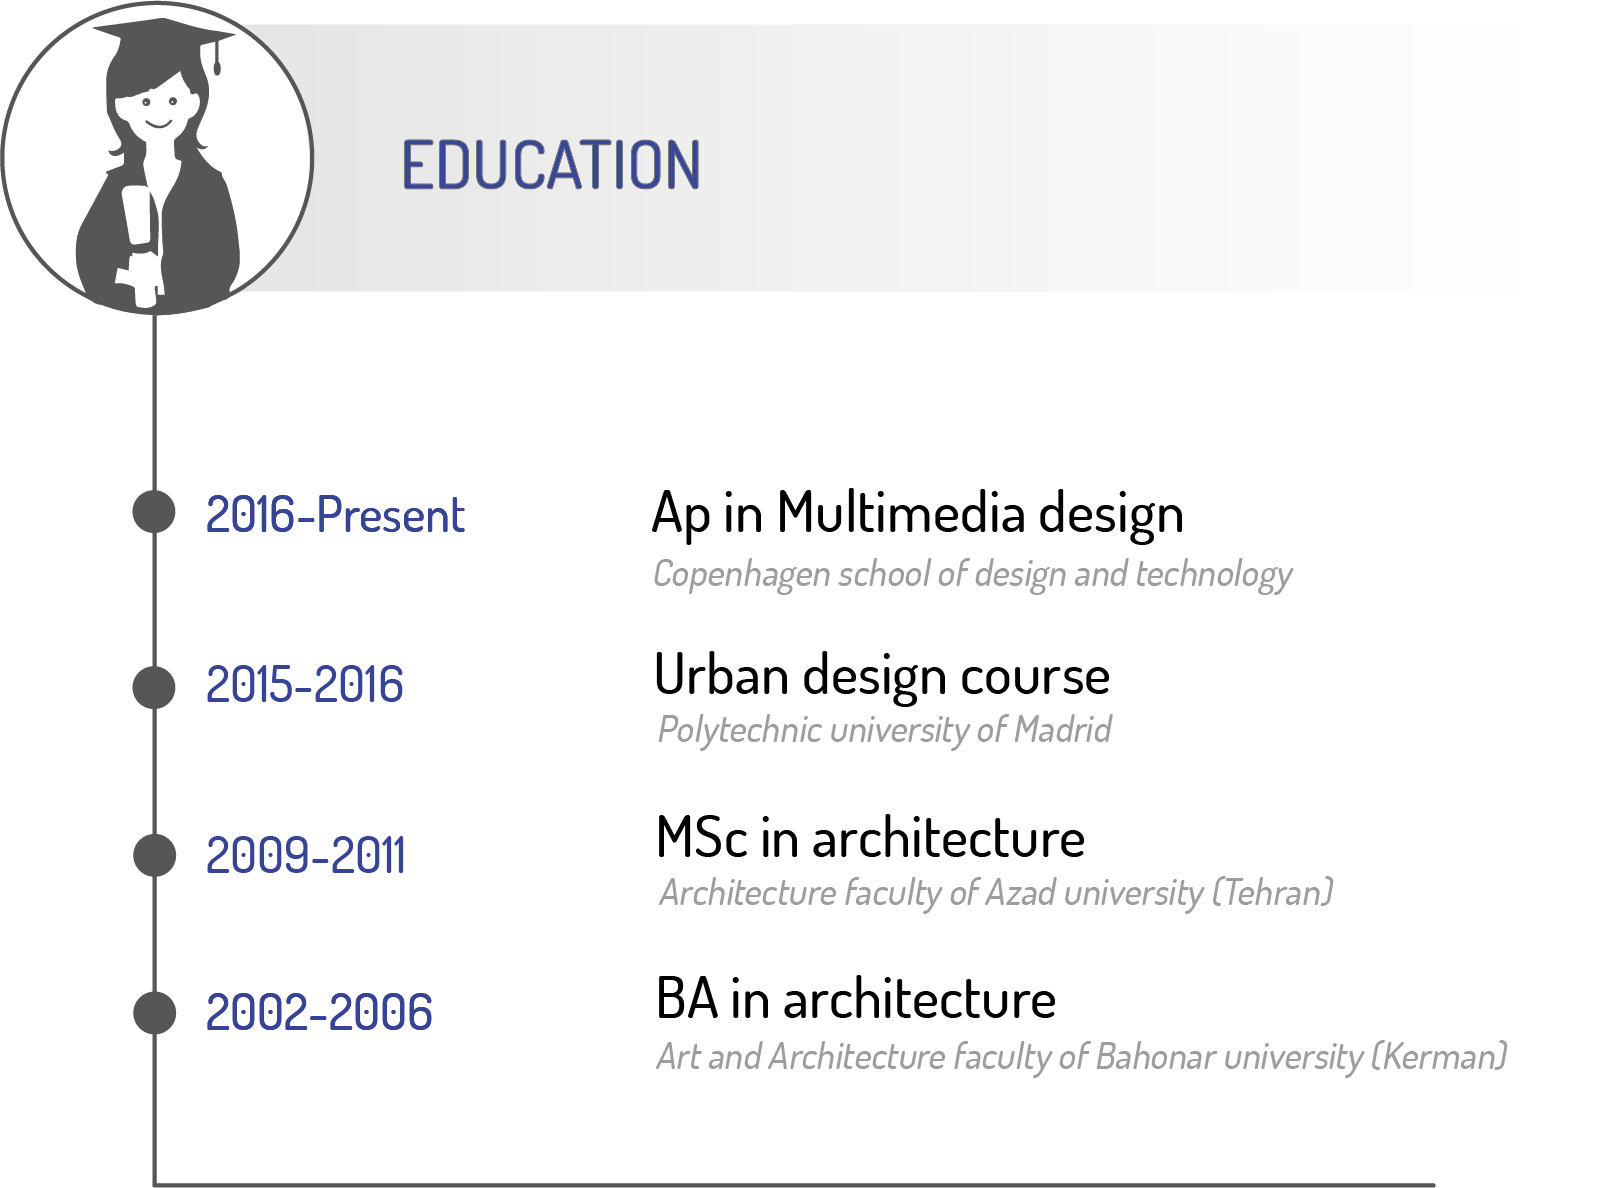 EDUCATION
2016-Present
Ap in Multimedia design
Copenhagen school of design and technology
2015-2016
Urban design course
Polytechnic university of Madrid
2009-2011
MSc in architecture
Architecture faculty of Azad university (Tehran)
2002-2006
BA in architecture
Art and Architecture faculty of Bahonar university (Kerman)